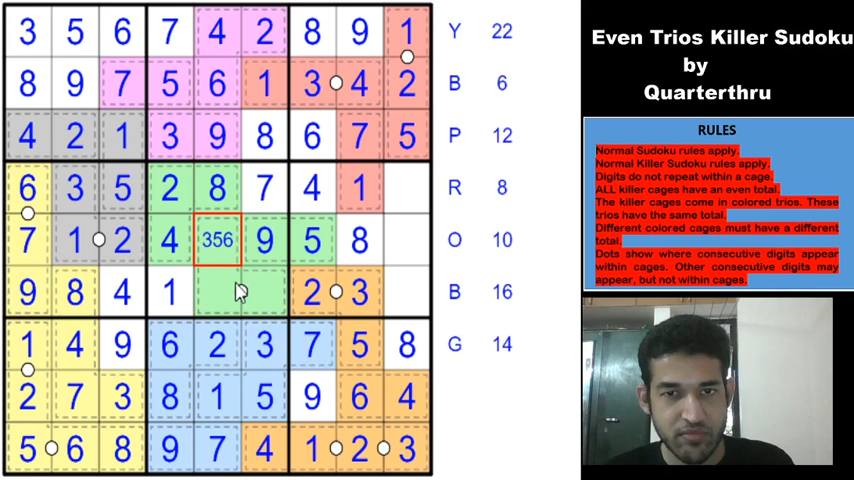 3 5 6 7 4 2 8 9 1 Y 22
8 9 7 5 6 1 3 4 2 B 6
4 2 1 3 9 8 6 7 5 P 12
6 3 5 2 8 7 4 1 R 8
7 1 2 4 356 9 5 8 O 10
9 8 4 1 2 3 B 16
1 4 9 6 2 3 7 5 8 G 14
2 7 3 8 1 5 9 6 4
5 6 8 9 7 4 1 2 3
Even Trios Killer Sudoku
by
Quarterthru
RULES
Normal Sudoku rules apply.
Normal Killer Sudoku rules apply.
Digits do not repeat within a cage.
ALL killer cages have an even total.
The killer cages come in colored trios. These
trios have the same total.
Different colored cages must have a different
total.
Dots show where consecutive digits appear
within cages. Other consecutive digits may
appear, but not within cages.